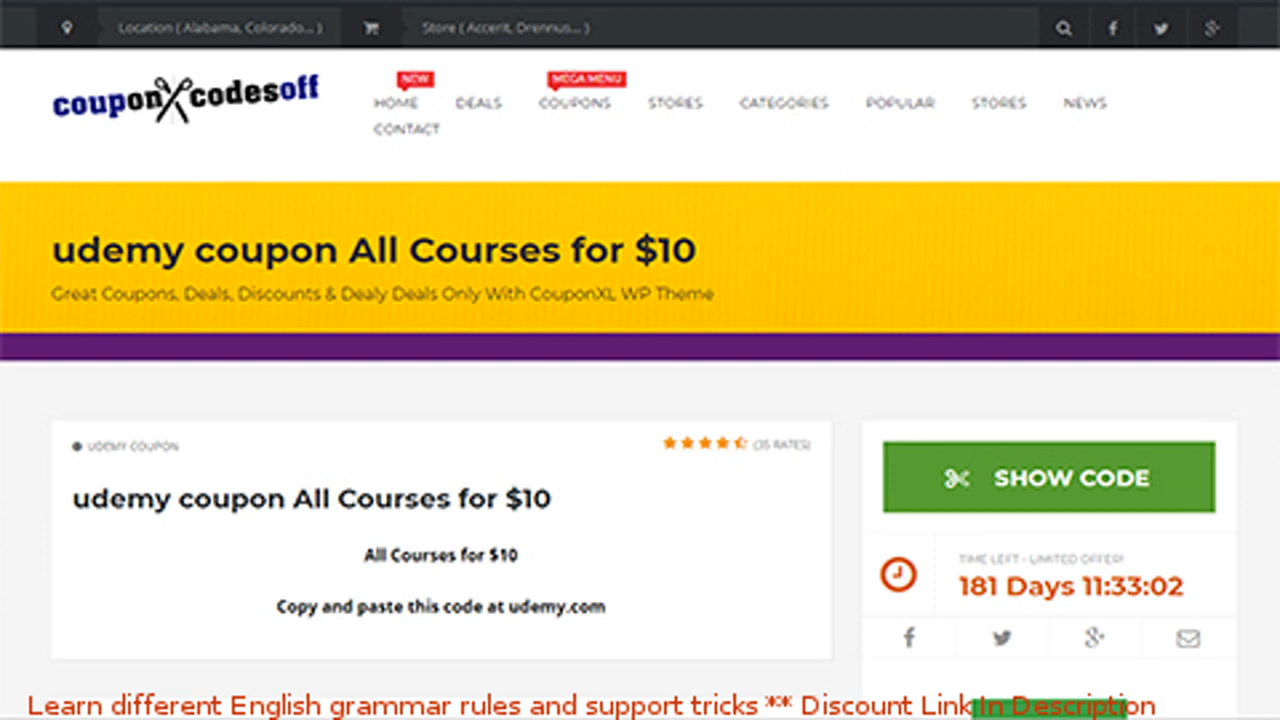 Location ( Alabama, Colorado... )
Store ( Accent, Drennus... )
couponXcodesoff
NEW
MEGA MENU
HOME DEALS COUPONS STORES CATEGORIES POPULAR STORES NEWS
CONTACT
udemy coupon All Courses for $10
Great Coupons, Deals, Discounts & Dealy Deals Only With CouponXL WP Theme
UDEMY COUPON
(35 RATES)
udemy coupon All Courses for $10
All Courses for $10
Copy and paste this code at udemy.com
SHOW CODE
TIME LEFT - LIMITED OFFER!
181 Days 11:33:02
Learn different English grammar rules and support tricks ** Discount Link In Description